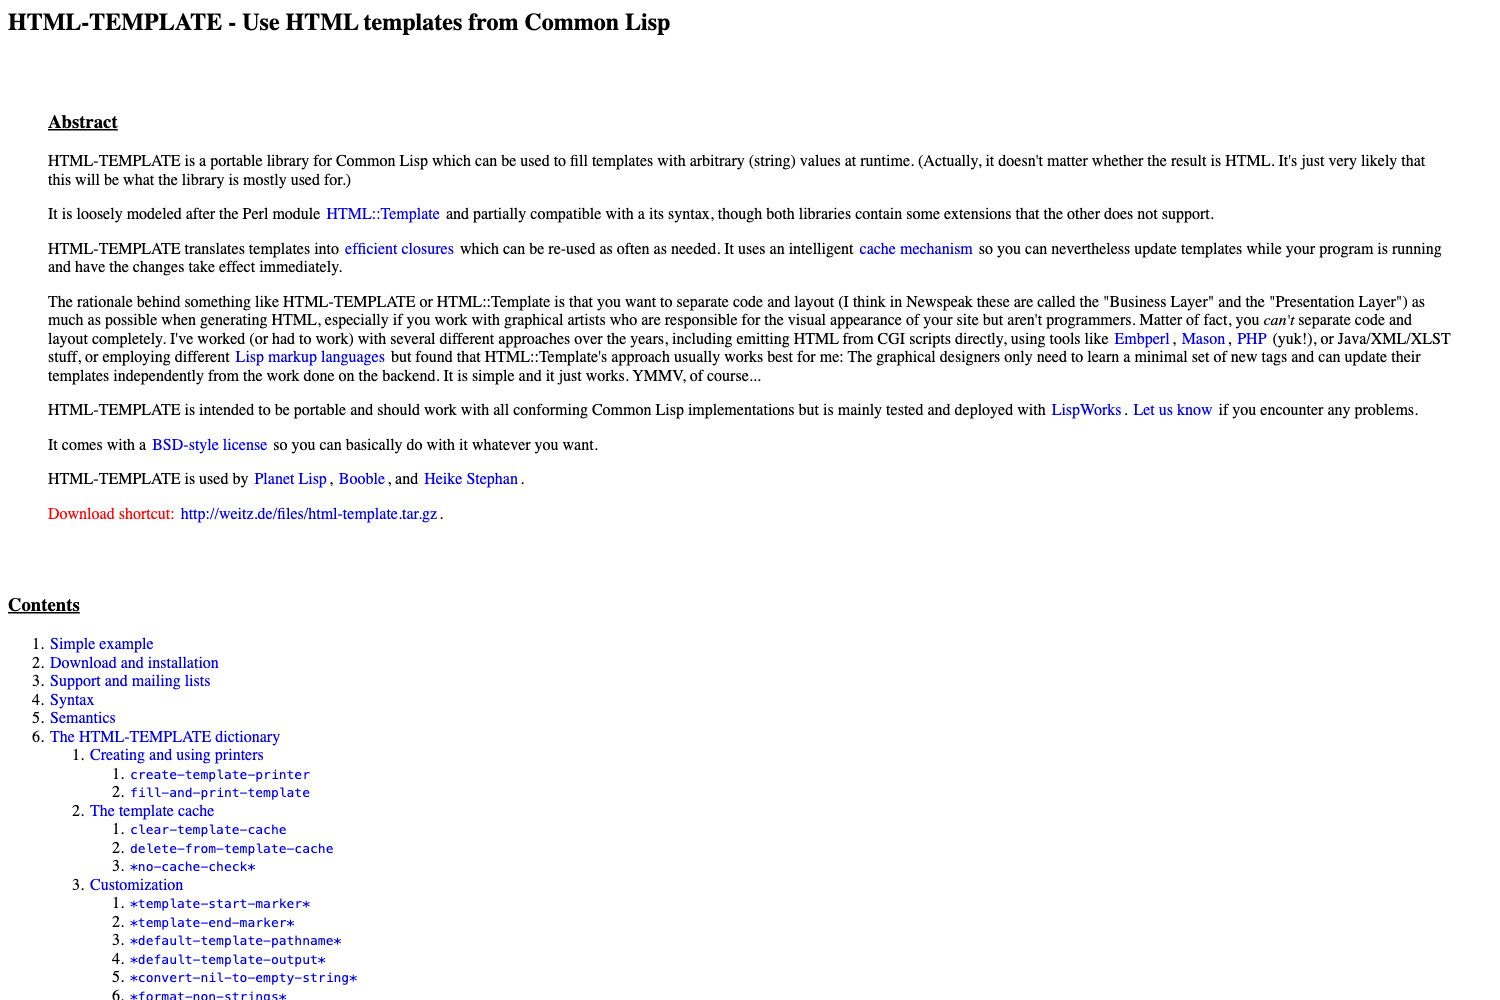 HTML-TEMPLATE - Use HTML templates from Common Lisp
Abstract
HTML-TEMPLATE is a portable library for Common Lisp which can be used to fill templates with arbitrary (string) values at runtime. (Actually, it doesn't matter whether the result is HTML. It's just very likely that
this will be what the library is mostly used for.)
It is loosely modeled after the Perl module HTML::Template and partially compatible with a its syntax, though both libraries contain some extensions that the other does not support.
HTML-TEMPLATE translates templates into efficient closures which can be re-used as often as needed. It uses an intelligent cache mechanism so you can nevertheless update templates while your program is running
and have the changes take effect immediately.
The rationale behind something like HTML-TEMPLATE or HTML::Template is that you want to separate code and layout (I think in Newspeak these are called the "Business Layer" and the "Presentation Layer") as
much as possible when generating HTML, especially if you work with graphical artists who are responsible for the visual appearance of your site but aren't programmers. Matter of fact, you can't separate code and
layout completely. I've worked (or had to work) with several different approaches over the years, including emitting HTML from CGI scripts directly, using tools like Embperl, Mason, PHP (yuk!), or Java/XML/XLST
stuff, or employing different Lisp markup languages but found that HTML::Template's approach usually works best for me: The graphical designers only need to learn a minimal set of new tags and can update their
templates independently from the work done on the backend. It is simple and it just works. YMMV, of course...
HTML-TEMPLATE is intended to be portable and should work with all conforming Common Lisp implementations but is mainly tested and deployed with LispWorks. Let us know if you encounter any problems.
It comes with a BSD-style license so you can basically do with it whatever you want.
HTML-TEMPLATE is used by Planet Lisp, Booble, and Heike Stephan.
Download shortcut: http://weitz.de/files/html-template.tar.gz.
Contents
1. Simple example
2. Download and installation
3. Support and mailing lists
4. Syntax
5. Semantics
6. The HTML-TEMPLATE dictionary
1. Creating and using printers
1. create-template-printer
2. fill-and-print-template
2. The template cache
1. clear-template-cache
2. delete-from-template-cache
3. *no-cache-check*
3. Customization
1. *template-start-marker*
2. *template-end-marker*
3. *default-template-pathname*
4. *default-template-output*
5. *convert-nil-to-empty-string*
6. *format-non-strings*